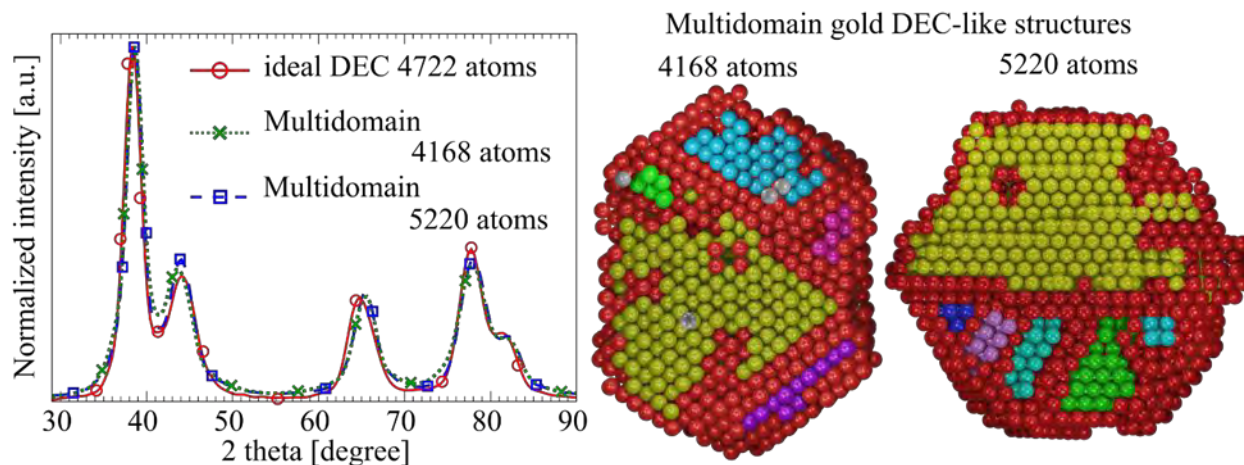 Normalized intensity [a.u.]
ideal DEC 4722 atoms
Multidomain
4168 atoms
Multidomain
5220 atoms
30 40 50 60 70 80 90
2 theta [degree]
Multidomain gold DEC-like structures
4168 atoms
5220 atoms